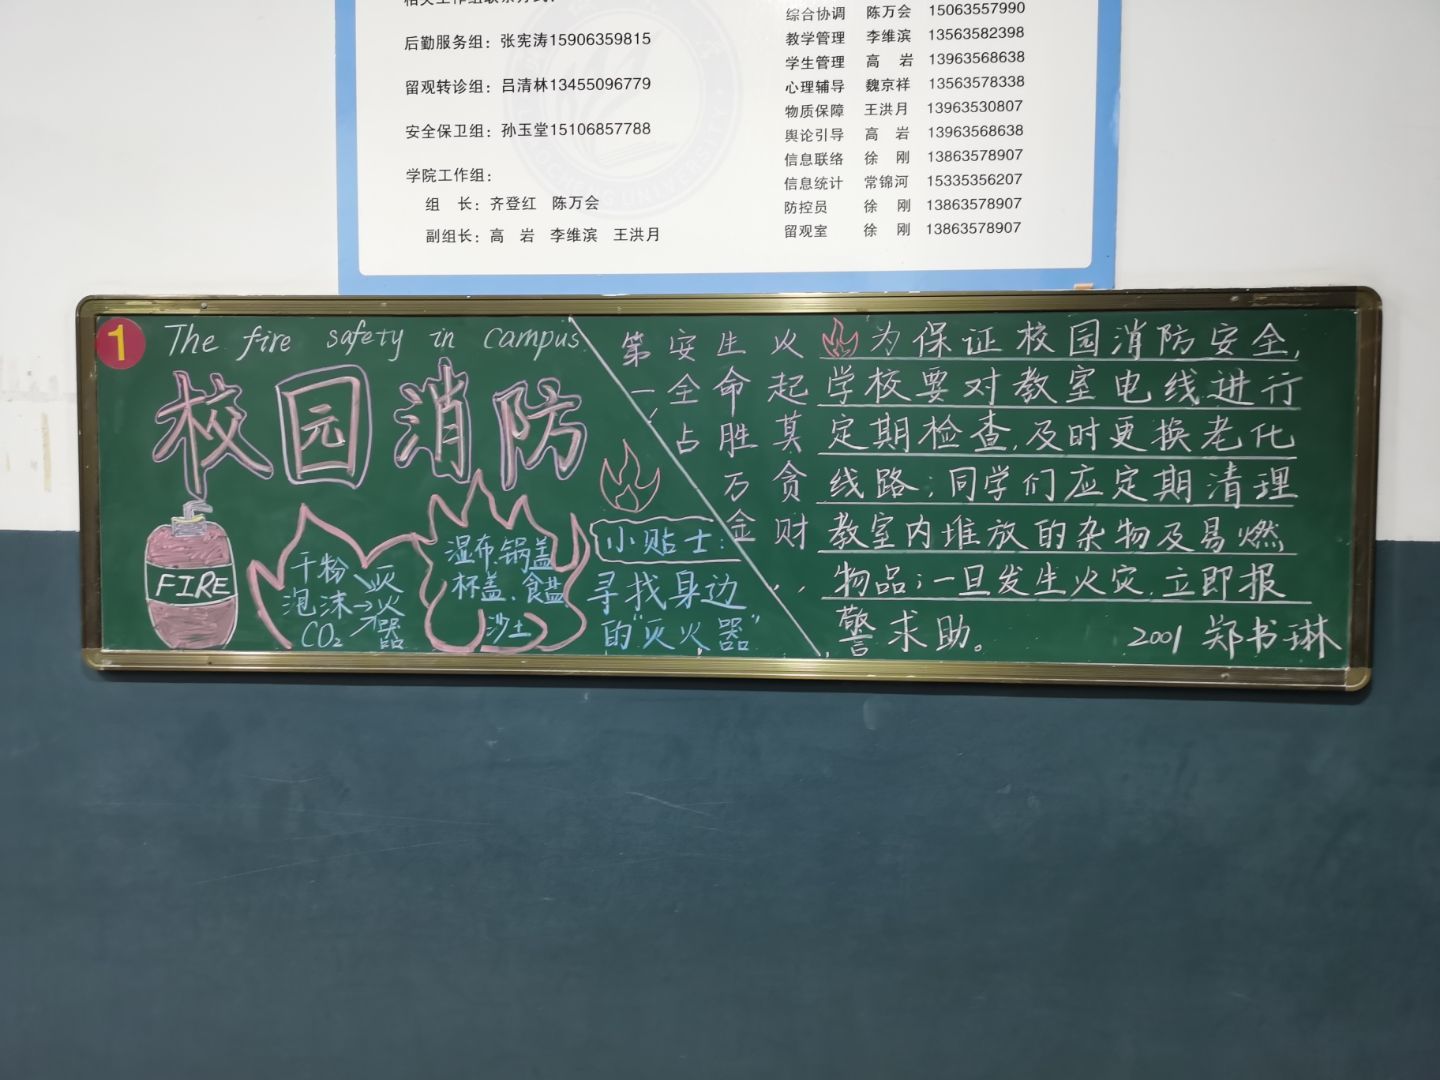 后勤服务组：张宪涛15906359815
留观转诊组：吕清林13455096779
安全保卫组：孙玉堂15106857788
学院工作组：
组 长：齐登红 陈万会
副组长：高 岩 李维滨 王洪月
综合协调 陈万会 15063557990
教学管理 李维滨 13563582398
学生管理 高 岩 13963568638
心理辅导 魏京祥 13563578338
物质保障 王洪月 13963530807
舆论引导 高 岩 13963568638
信息联络 徐 刚 13863578907
信息统计 常锦河 15335356207
防控员 徐 刚 13863578907
留观室 徐 刚 13863578907
OCHENG UNIVERSITY
1
The fire safety in campus
校园消防
FIRE
干粉
泡沫
CO2
灭火器
湿布、锅盖
杯盖、食盐
沙土
小贴士：
寻找身边
的"灭火器"
火起莫贪财，
生命胜万金
安全占
第一，
为保证校园消防安全，
学校要对教室电线进行
定期检查，及时更换老化
线路；同学们应定期清理
教室内堆放的杂物及易燃
物品；一旦发生火灾，立即报
警求助。
2001 郑书琳